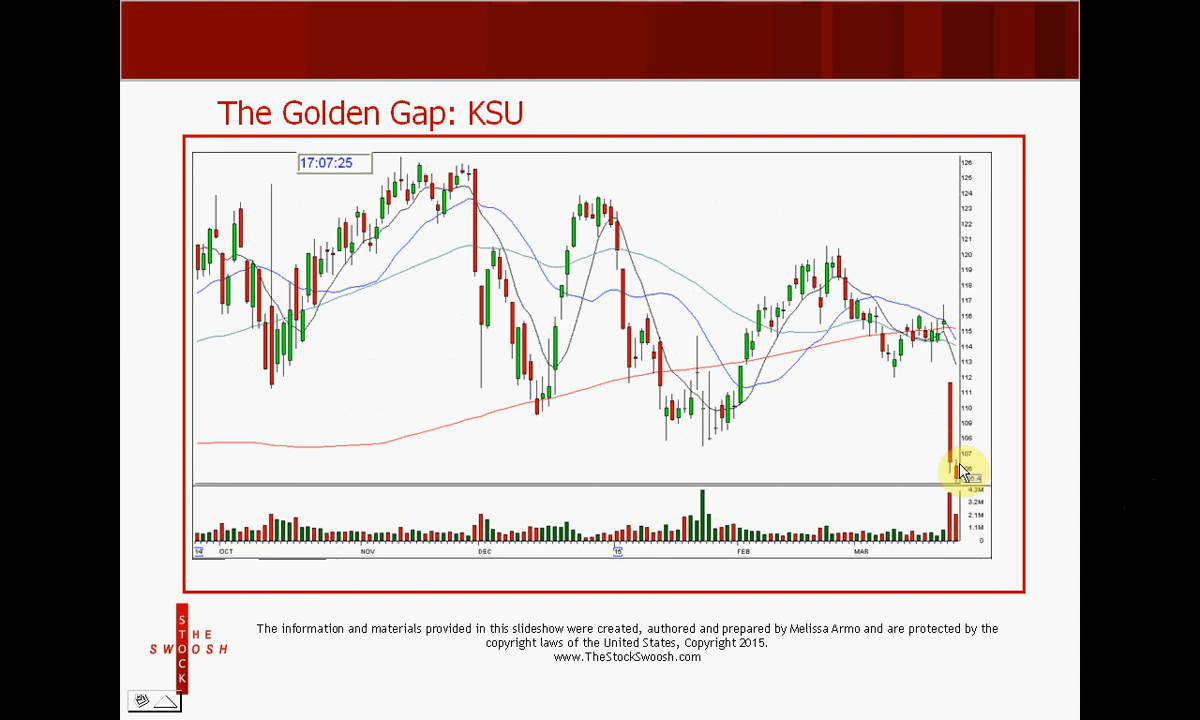 The Golden Gap: KSU
17:07:25
126
125
124
123
122
121
120
119
118
117
116
115
114
113
112
111
110
109
108
107
4.3M
3.2M
2.1M
1.1M
0
14 OCT NOV DEC 15 FEB MAR
STOCK
THE
SWOOSH
The information and materials provided in this slideshow were created, authored and prepared by Melissa Armo and are protected by the
copyright laws of the United States, Copyright 2015.
www.TheStockSwoosh.com